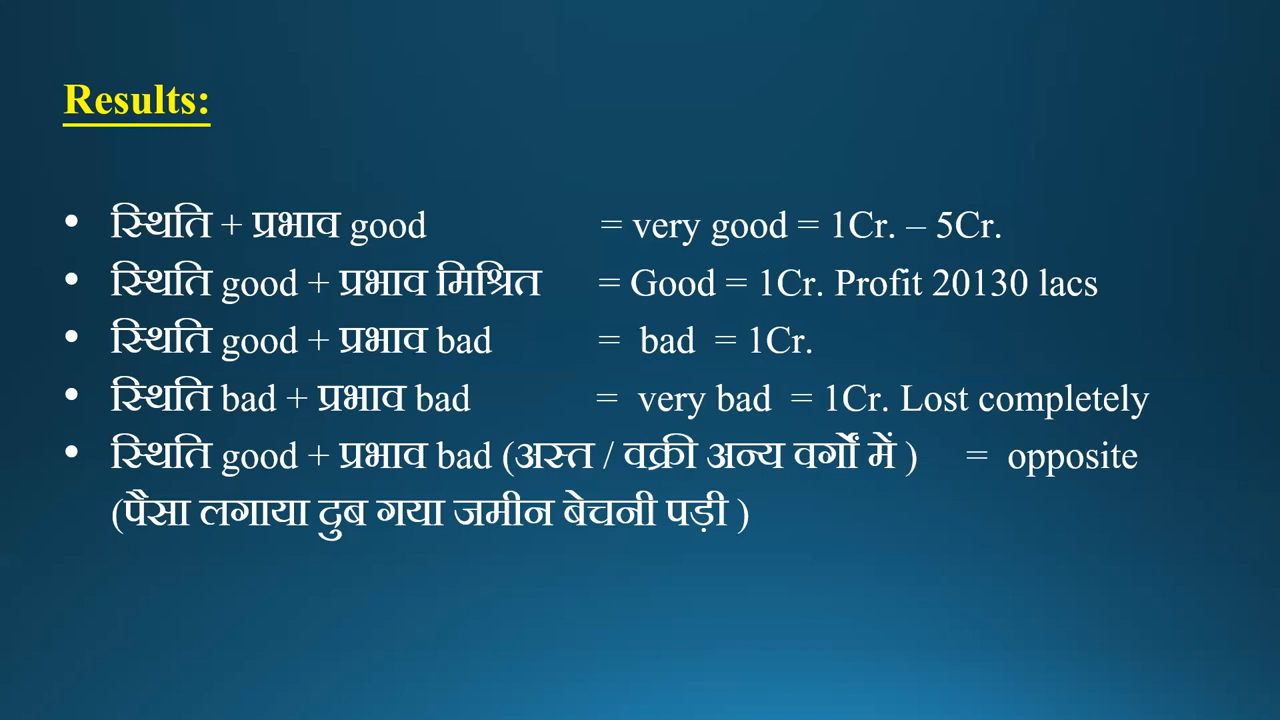 Results:
• स्थिति + प्रभाव good = very good = 1Cr. – 5Cr.
• स्थिति good + प्रभाव मिश्रित = Good = 1Cr. Profit 20130 lacs
• स्थिति good + प्रभाव bad = bad = 1Cr.
• स्थिति bad + प्रभाव bad = very bad = 1Cr. Lost completely
• स्थिति good + प्रभाव bad (अस्त / वक्री अन्य वर्गों में ) = opposite
(पैसा लगाया दुब गया जमीन बेचनी पड़ी )